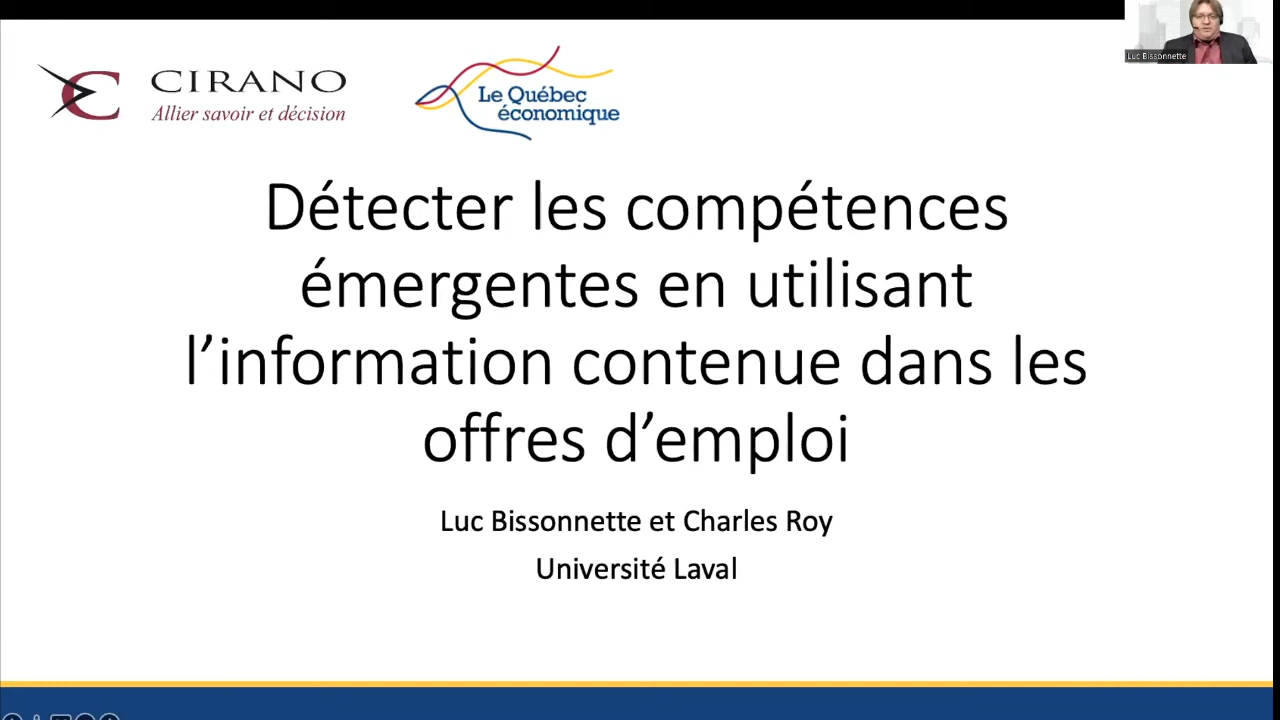 CIRANO
Allier savoir et décision
Le Québec
économique
Luc Bissonnette
Détecter les compétences
émergentes en utilisant
l’information contenue dans les
offres d’emploi
Luc Bissonnette et Charles Roy
Université Laval